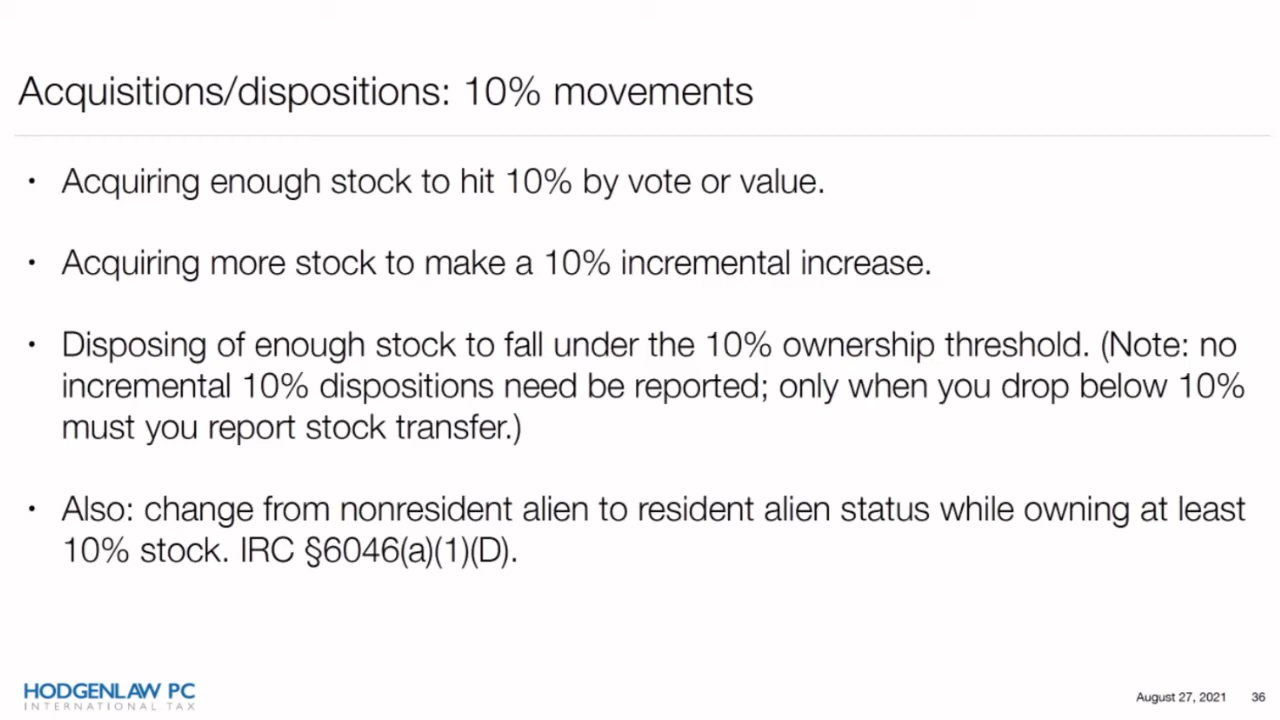 Acquisitions/dispositions: 10% movements
• Acquiring enough stock to hit 10% by vote or value.
• Acquiring more stock to make a 10% incremental increase.
• Disposing of enough stock to fall under the 10% ownership threshold. (Note: no
incremental 10% dispositions need be reported; only when you drop below 10%
must you report stock transfer.)
• Also: change from nonresident alien to resident alien status while owning at least
10% stock. IRC §6046(a)(1)(D).
HODGENLAW PC
INTERNATIONAL TAX
August 27, 2021 36